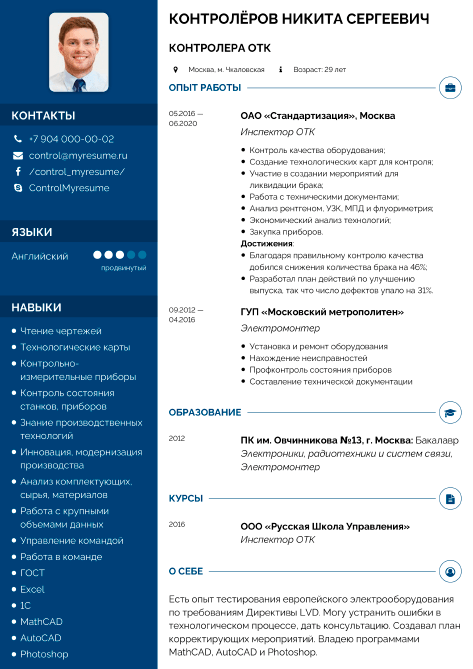 КОНТРОЛЁРОВ НИКИТА СЕРГЕЕВИЧ
КОНТРОЛЕРА ОТК
Москва, м. Чкаловская
Возраст: 29 лет
КОНТАКТЫ
+7 904 000-00-02
control@myresume.ru
/control_myresume/
ControlMyresume
ЯЗЫКИ
Английский
продвинутый
НАВЫКИ
Чтение чертежей
Технологические карты
Контрольно-
измерительные приборы
Контроль состояния
станков, приборов
Знание производственных
технологий
Инновация, модернизация
производства
Анализ комплектующих,
сырья, материалов
Работа с крупными
объемами данных
Управление командой
Работа в команде
ГОСТ
Excel
1С
MathCAD
AutoCAD
Photoshop
ОПЫТ РАБОТЫ
05.2016 —
06.2020
ОАО «Стандартизация», Москва
Инспектор ОТК
Контроль качества оборудования;
Создание технологических карт для контроля;
Участие в создании мероприятий для
ликвидации брака;
Работа с техническими документами;
Анализ рентгеном, УЗК, МПД и флуориметрия;
Экономический анализ технологий;
Закупка приборов.
Достижения:
Благодаря правильному контролю качества
добился снижения количества брака на 46%;
Разработал план действий по улучшению
выпуска, так что число дефектов упало на 31%.
09.2012 —
04.2016
ГУП «Московский метрополитен»
Электромонтер
Установка и ремонт оборудования
Нахождение неисправностей
Профконтроль состояния приборов
Составление технической документации
ОБРАЗОВАНИЕ
2012
ПК им. Овчинникова №13, г. Москва: Бакалавр
Электроники, радиотехники и систем связи,
Электромонтер
КУРСЫ
2016
ООО «Русская Школа Управления»
Инспектор ОТК
О СЕБЕ
Есть опыт тестирования европейского электрооборудования
по требованиям Директивы LVD. Могу устранить ошибки в
технологическом процессе, дать консультацию. Создавал план
корректирующих мероприятий. Владею программами
MathCAD, AutoCAD и Photoshop.